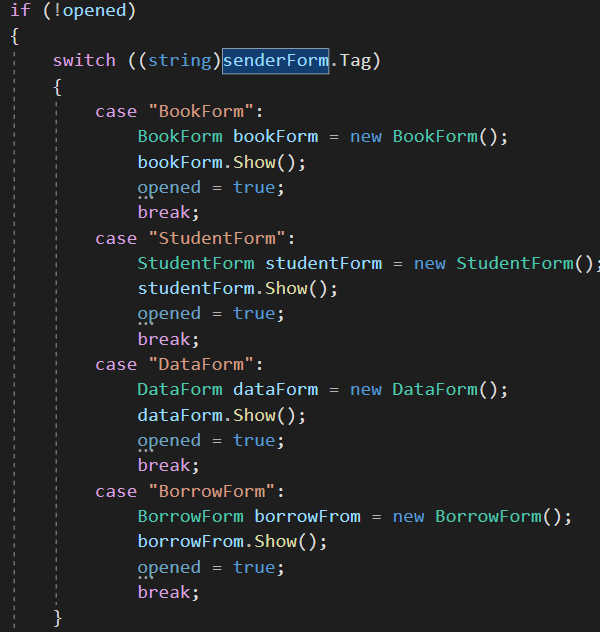 if (!opened)
{
switch ((string)senderForm.Tag)
{
case "BookForm":
BookForm bookForm = new BookForm();
bookForm.Show();
opened = true;
break;
case "StudentForm":
StudentForm studentForm = new StudentForm();
studentForm.Show();
opened = true;
break;
case "DataForm":
DataForm dataForm = new DataForm();
dataForm.Show();
opened = true;
break;
case "BorrowForm":
BorrowForm borrowFrom = new BorrowForm();
borrowFrom.Show();
opened = true;
break;
}